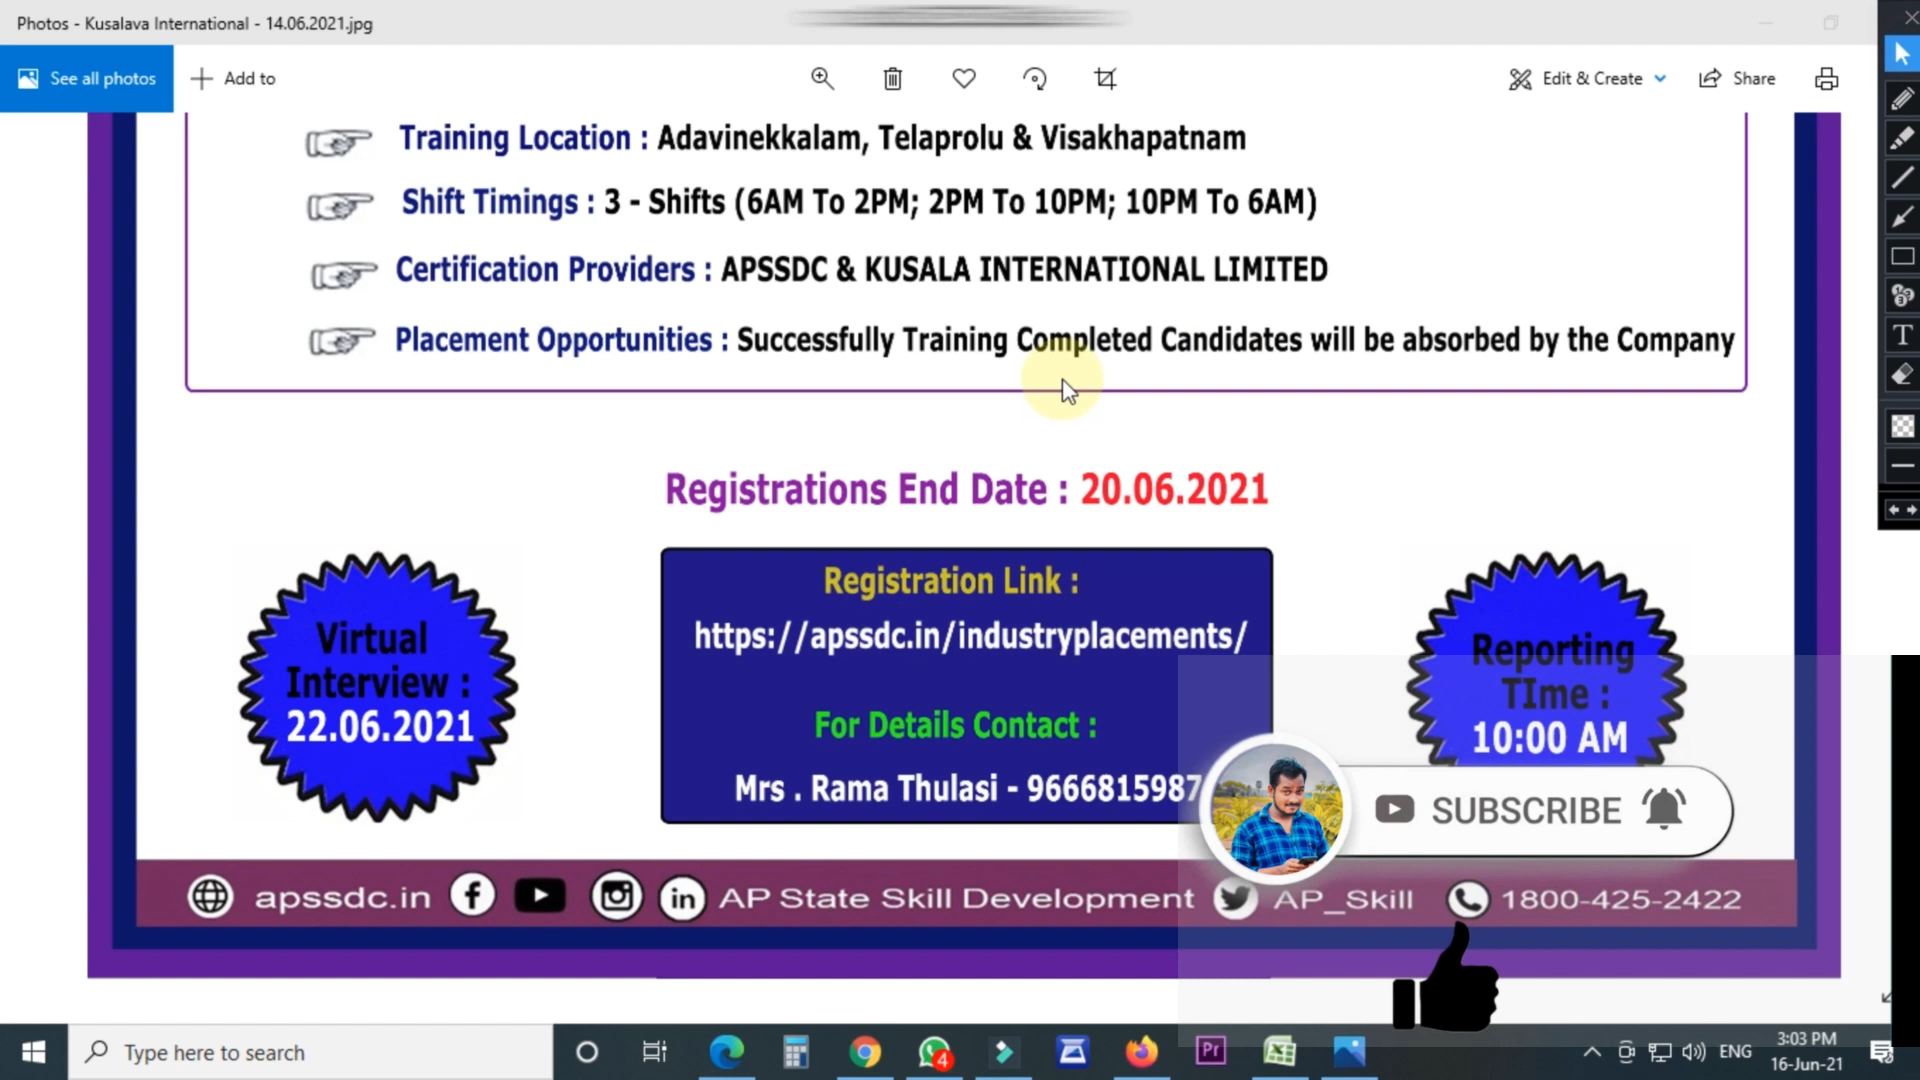 Photos - Kusalava International - 14.06.2021.jpg
See all photos
Add to
Edit & Create
Share
Training Location : Adavinekkalam, Telaprolu & Visakhapatnam
Shift Timings : 3 - Shifts (6AM To 2PM; 2PM To 10PM; 10PM To 6AM)
Certification Providers : APSSDC & KUSALA INTERNATIONAL LIMITED
Placement Opportunities : Successfully Training Completed Candidates will be absorbed by the Company
Registrations End Date : 20.06.2021
Virtual
Interview :
22.06.2021
Registration Link :
https://apssdc.in/industryplacements/
For Details Contact :
Mrs . Rama Thulasi - 9666815987
Reporting
TIme :
10:00 AM
SUBSCRIBE
apssdc.in
AP State Skill Development
AP_Skill
1800-425-2422
Type here to search
4
Pr
ENG
3:03 PM
16-Jun-21